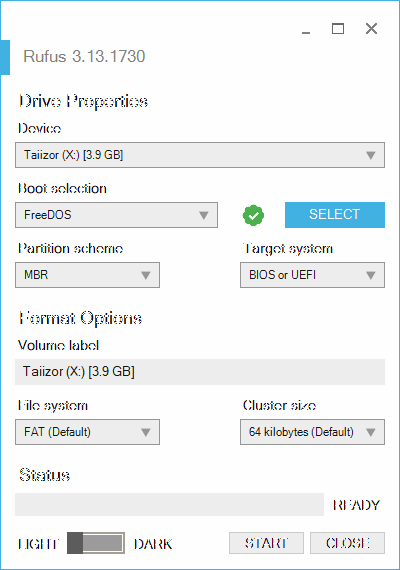 Rufus 3.13.1730
Drive Properties
Device
Taiizor (X:) [3.9 GB]
Boot selection
FreeDOS
SELECT
Partition scheme Target system
MBR BIOS or UEFI
Format Options
Volume label
Taiizor (X:) [3.9 GB]
File system Cluster size
FAT (Default) 64 kilobytes (Default)
Status
READY
LIGHT DARK START CLOSE